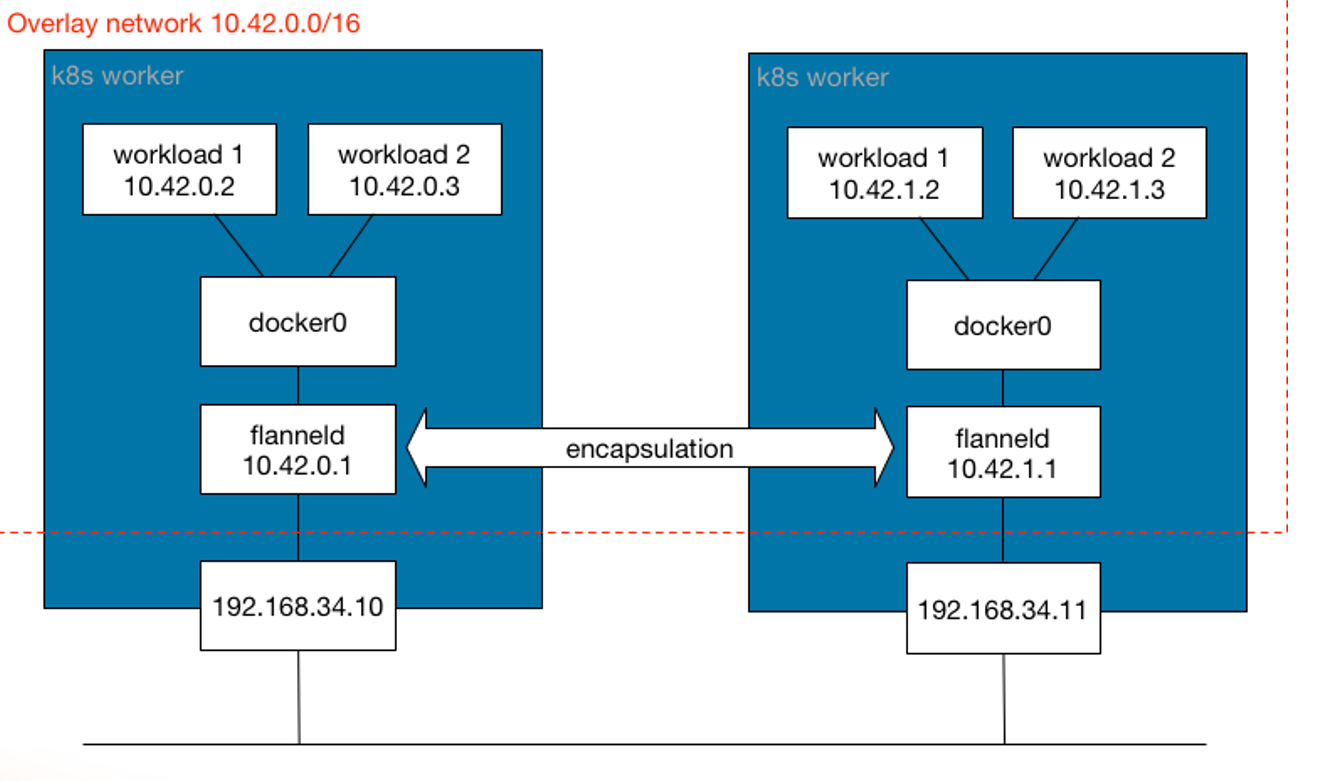 Overlay network 10.42.0.0/16
k8s worker
workload 1
10.42.0.2
workload 2
10.42.0.3
docker0
flanneld
10.42.0.1
192.168.34.10
encapsulation
k8s worker
workload 1
10.42.1.2
workload 2
10.42.1.3
docker0
flanneld
10.42.1.1
192.168.34.11